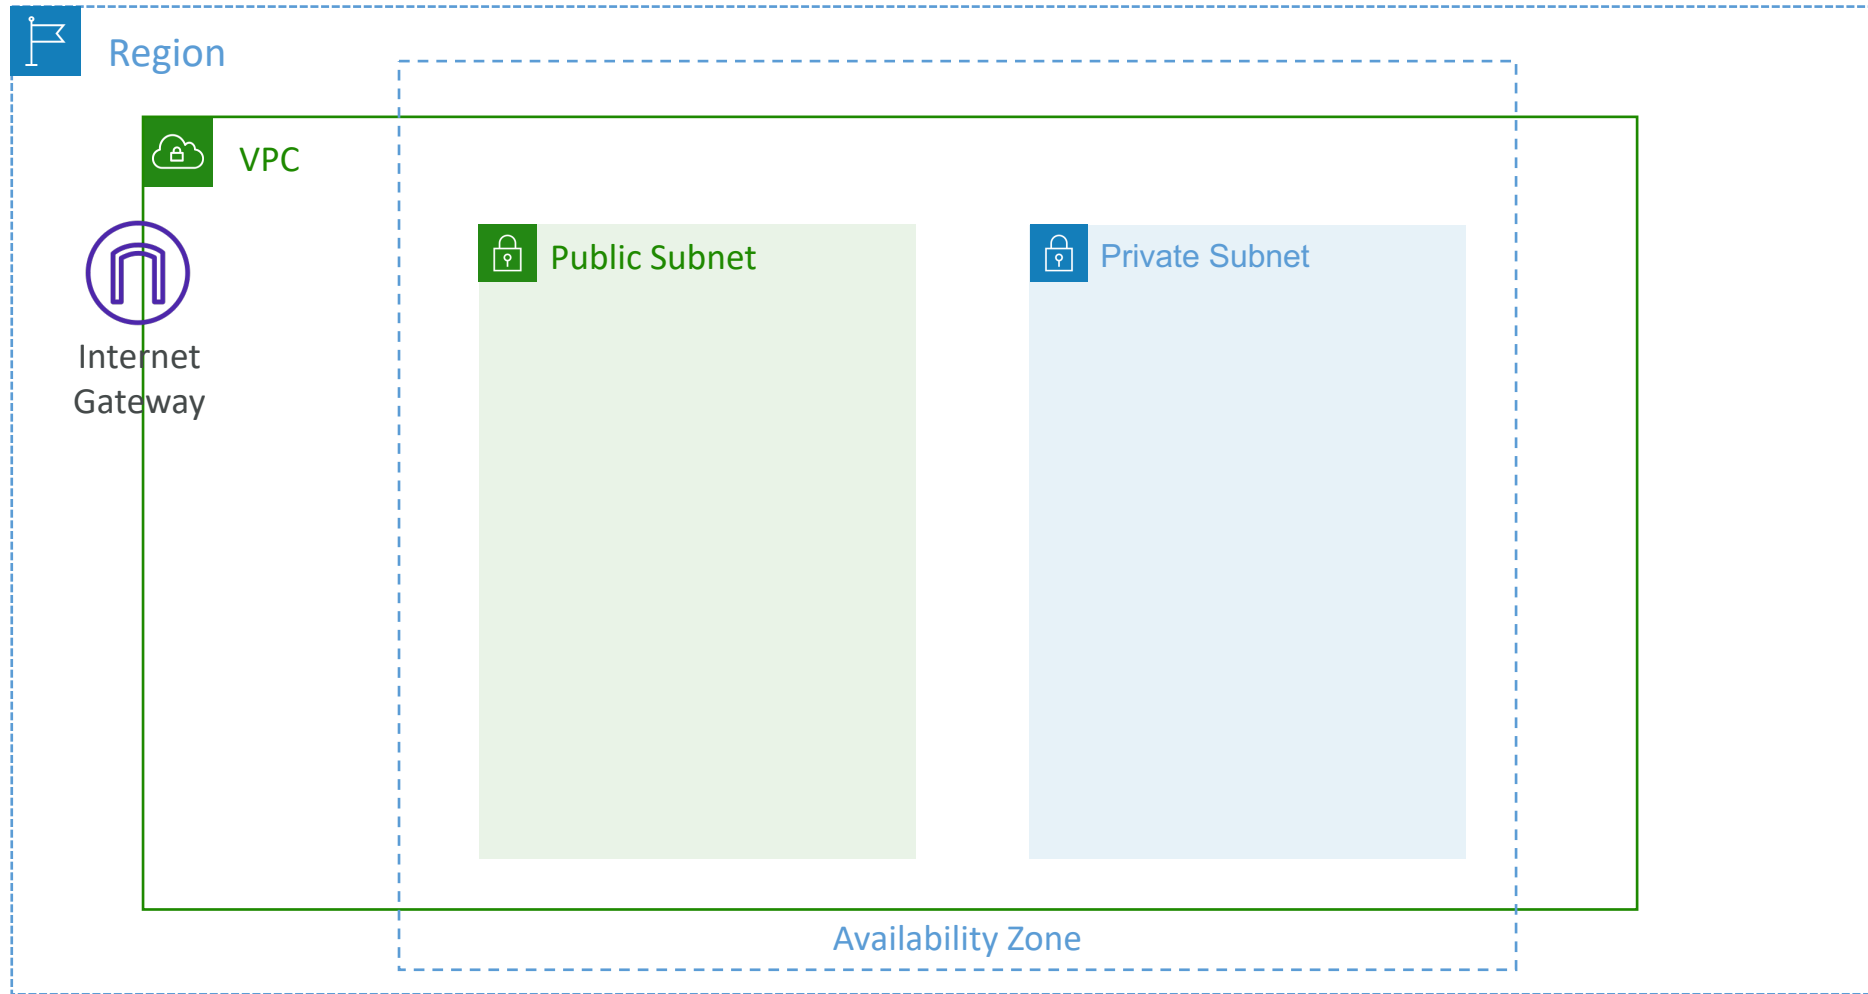 Region
VPC
Public Subnet
Private Subnet
Internet
Gateway
Availability Zone